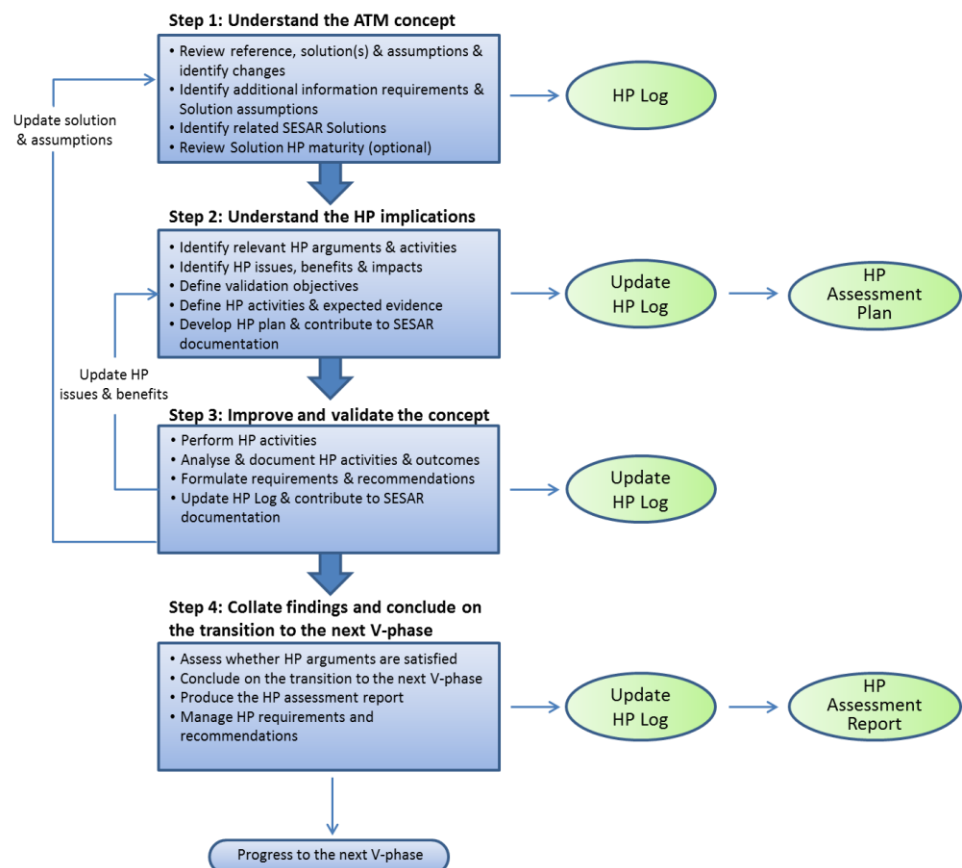 Step 1: Understand the ATM concept
• Review reference, solution(s) & assumptions &
identify changes
• Identify additional information requirements &
Solution assumptions
• Identify related SESAR Solutions
• Review Solution HP maturity (optional)
HP Log
Update solution
& assumptions
Step 2: Understand the HP implications
• Identify relevant HP arguments & activities
• Identify HP issues, benefits & impacts
• Define validation objectives
• Define HP activities & expected evidence
• Develop HP plan & contribute to SESAR
documentation
Update
HP Log
HP
Assessment
Plan
Update HP
issues & benefits
Step 3: Improve and validate the concept
• Perform HP activities
• Analyse & document HP activities & outcomes
• Formulate requirements & recommendations
• Update HP Log & contribute to SESAR
documentation
Update
HP Log
Step 4: Collate findings and conclude on
the transition to the next V-phase
• Assess whether HP arguments are satisfied
• Conclude on the transition to the next V-phase
• Produce the HP assessment report
• Manage HP requirements and
recommendations
Update
HP Log
HP
Assessment
Report
Progress to the next V-phase